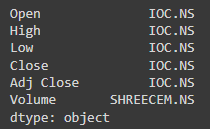 Open IOC.NS
High IOC.NS
Low IOC.NS
Close IOC.NS
Adj Close IOC.NS
Volume SHREECEM.NS
dtype: object